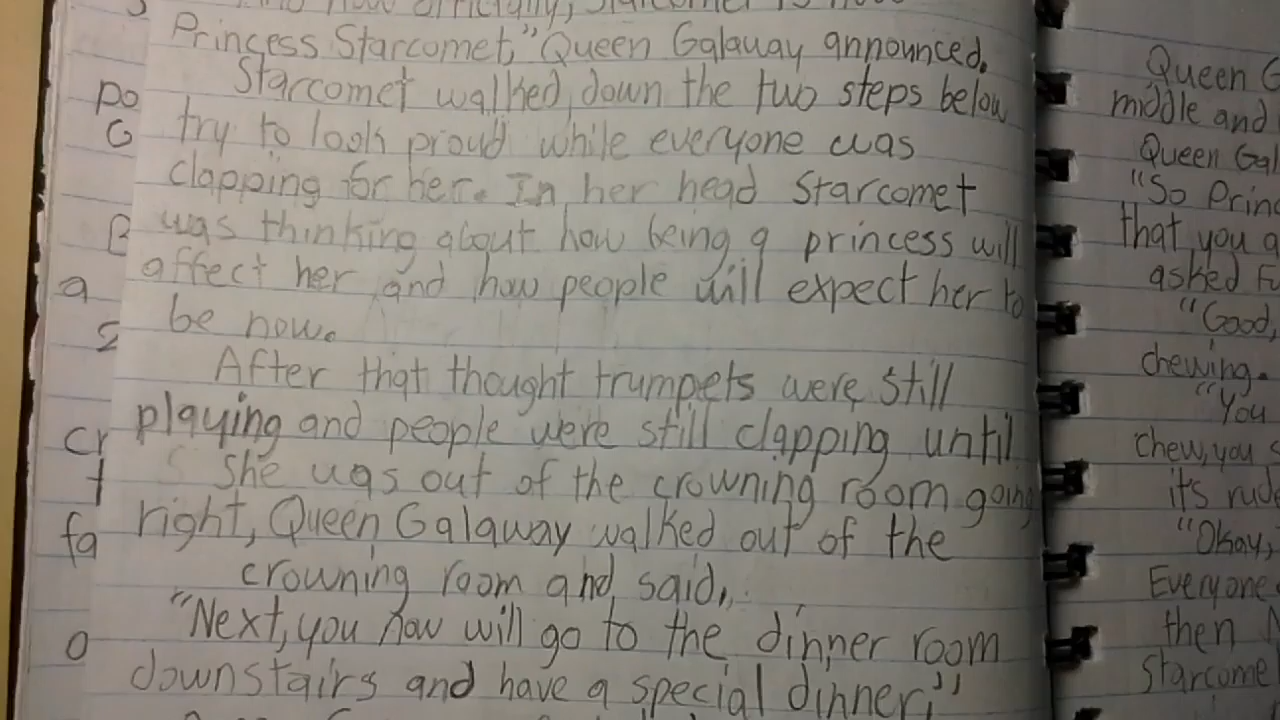 Princess Starcomet," Queen Galauay announced.
Starcomet walked down the two steps below
try to look proud while everyone was
clapping for her. In her head Starcomet
was thinking about how being a princess will
affect her and how people will expect her to
be now.
After that thought trumpets were still
playing and people were still clapping until
she was out of the crowning room going
right, Queen Galaway walked out of the
crowning room and said,
"Next, you now will go to the dinner room
downstairs and have a special dinner,"
po
G
B
a
s
cr
t
fa
o
Queen G
middle and
Queen Gal
"So Princ
that you a
asked
"Good,
chewing.
"You
chew, you s
it's rud
"Okay,
Everyone
then
starcome